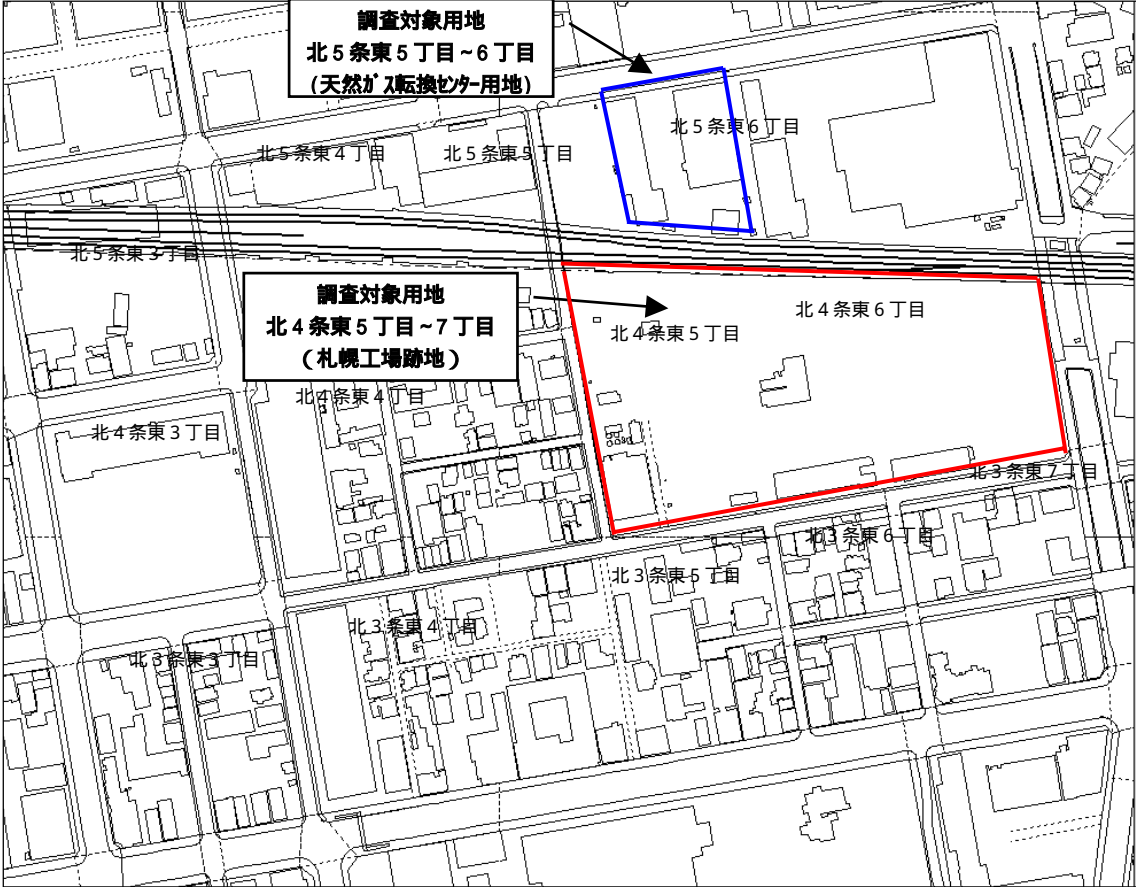 調査対象用地
北5条東5丁目~6丁目
(天然ガス転換センター用地)
北5条東6丁目
北5条東4丁目
北5条東5丁目
北5条東3丁目
調査対象用地
北4条東5丁目~7丁目
(札幌工場跡地)
北4条東6丁目
北4条東5丁目
北4条東4丁目
北4条東3丁目
北3条東7丁目
北3条東6丁目
北3条東5丁目
北3条東4丁目
北3条東3丁目